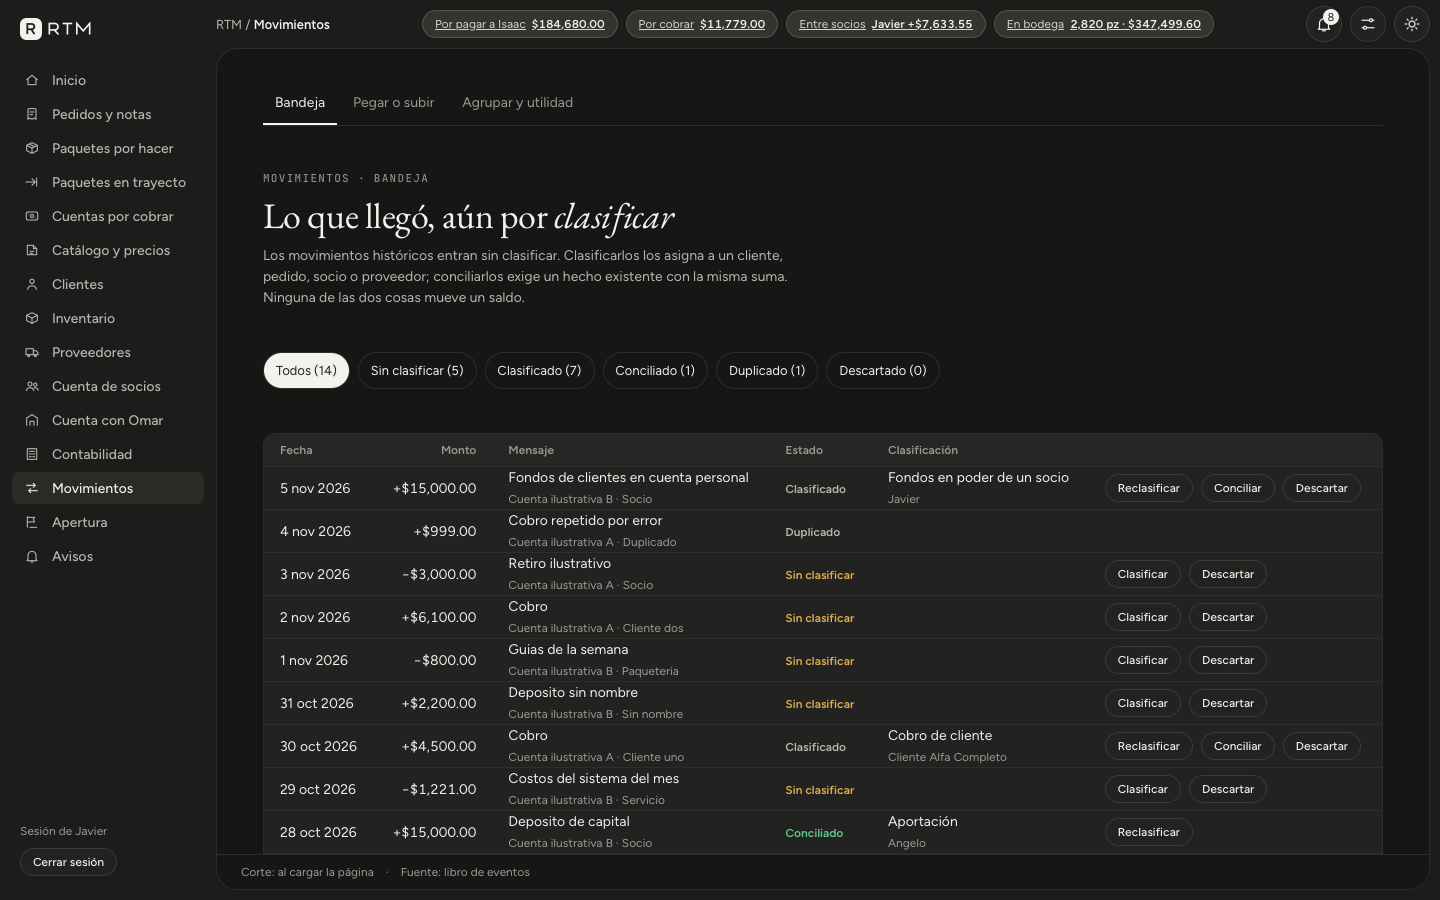 R RTM
RTM / Movimientos
Por pagar a Isaac $184,680.00
Por cobrar $11,779.00
Entre socios Javier +$7,633.55
En bodega 2,820 pz · $347,499.60
8
Inicio
Pedidos y notas
Paquetes por hacer
Paquetes en trayecto
Cuentas por cobrar
Catálogo y precios
Clientes
Inventario
Proveedores
Cuenta de socios
Cuenta con Omar
Contabilidad
Movimientos
Apertura
Avisos
Sesión de Javier
Cerrar sesión
Bandeja Pegar o subir Agrupar y utilidad
MOVIMIENTOS · BANDEJA
Lo que llegó, aún por clasificar
Los movimientos históricos entran sin clasificar. Clasificarlos los asigna a un cliente,
pedido, socio o proveedor; conciliarlos exige un hecho existente con la misma suma.
Ninguna de las dos cosas mueve un saldo.
Todos (14) Sin clasificar (5) Clasificado (7) Conciliado (1) Duplicado (1) Descartado (0)
Fecha Monto Mensaje Estado Clasificación
5 nov 2026 +$15,000.00 Fondos de clientes en cuenta personal Clasificado Fondos en poder de un socio Reclasificar Conciliar Descartar
Cuenta ilustrativa B · Socio Javier
4 nov 2026 +$999.00 Cobro repetido por error Duplicado
Cuenta ilustrativa A · Duplicado
3 nov 2026 −$3,000.00 Retiro ilustrativo Sin clasificar Clasificar Descartar
Cuenta ilustrativa A · Socio
2 nov 2026 +$6,100.00 Cobro Sin clasificar Clasificar Descartar
Cuenta ilustrativa A · Cliente dos
1 nov 2026 −$800.00 Guias de la semana Sin clasificar Clasificar Descartar
Cuenta ilustrativa B · Paqueteria
31 oct 2026 +$2,200.00 Deposito sin nombre Sin clasificar Clasificar Descartar
Cuenta ilustrativa B · Sin nombre
30 oct 2026 +$4,500.00 Cobro Clasificado Cobro de cliente Reclasificar Conciliar Descartar
Cuenta ilustrativa A · Cliente uno Cliente Alfa Completo
29 oct 2026 −$1,221.00 Costos del sistema del mes Sin clasificar Clasificar Descartar
Cuenta ilustrativa B · Servicio
28 oct 2026 +$15,000.00 Deposito de capital Conciliado Aportación Reclasificar
Cuenta ilustrativa B · Socio Angelo
Corte: al cargar la página · Fuente: libro de eventos